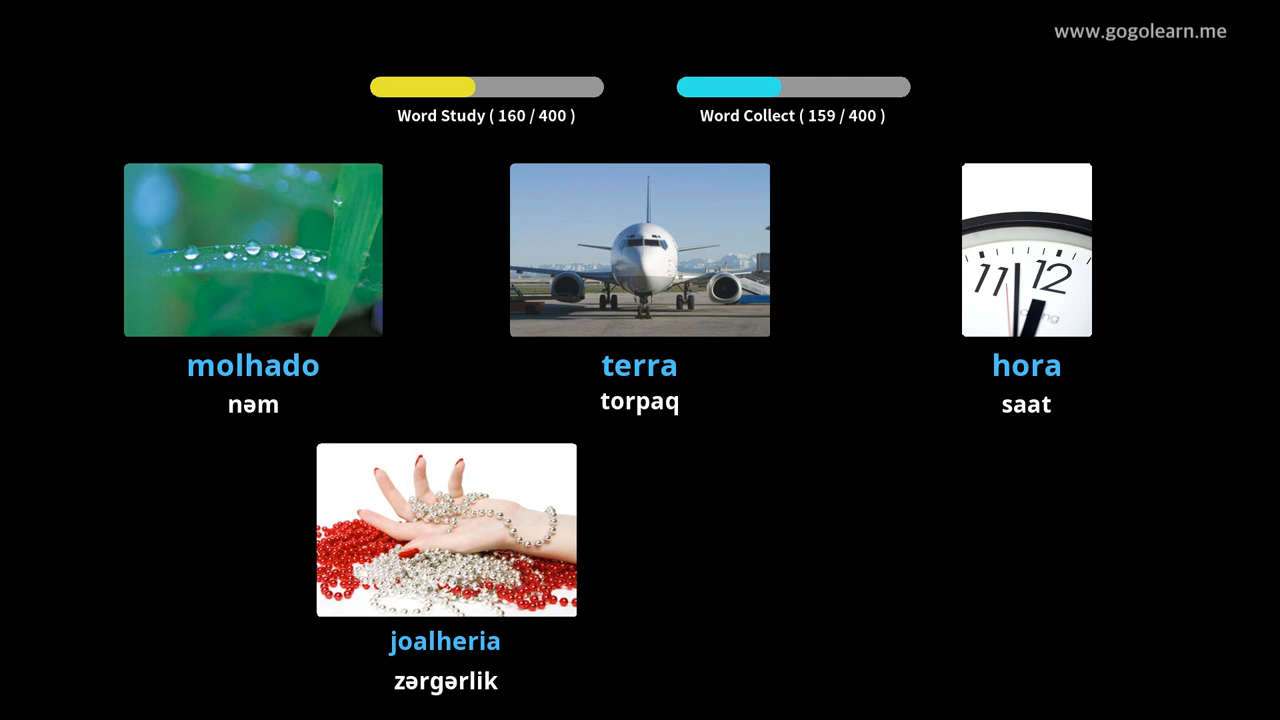 www.gogolearn.me
Word Study ( 160 / 400 )
Word Collect ( 159 / 400 )
11 12
molhado
nəm
terra
torpaq
hora
saat
joalheria
zərgərlik